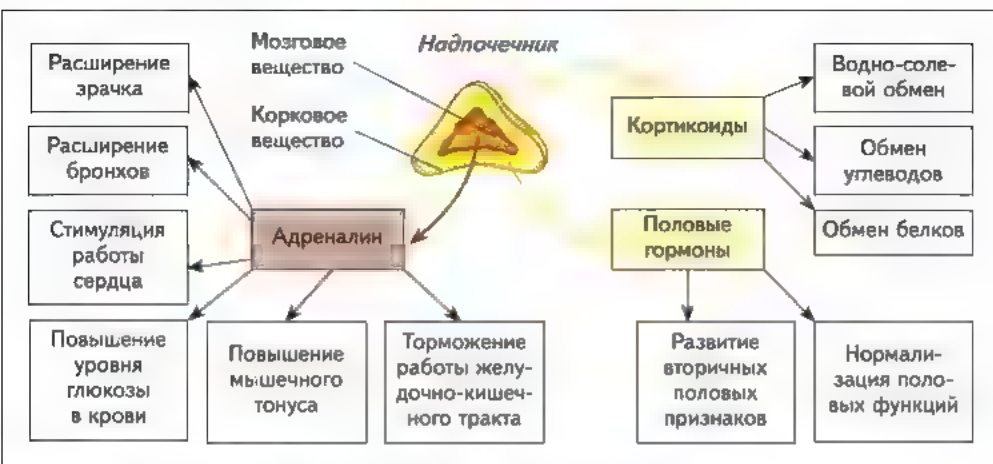 Надпочечник
Мозговое
вещество
Корковое
вещество
Расширение
зрачка
Расширение
бронхов
Стимуляция
работы
сердца
Адреналин
Повышение
уровня
глюкозы
в крови
Повышение
мышечного
тонуса
Торможение
работы желу-
дочно-кишеч-
ного тракта
Кортикоиды
Водно-соле-
вой обмен
Обмен
углеводов
Обмен белков
Половые
гормоны
Развитие
вторичных
половых
признаков
Нормали-
зация поло-
вых функций